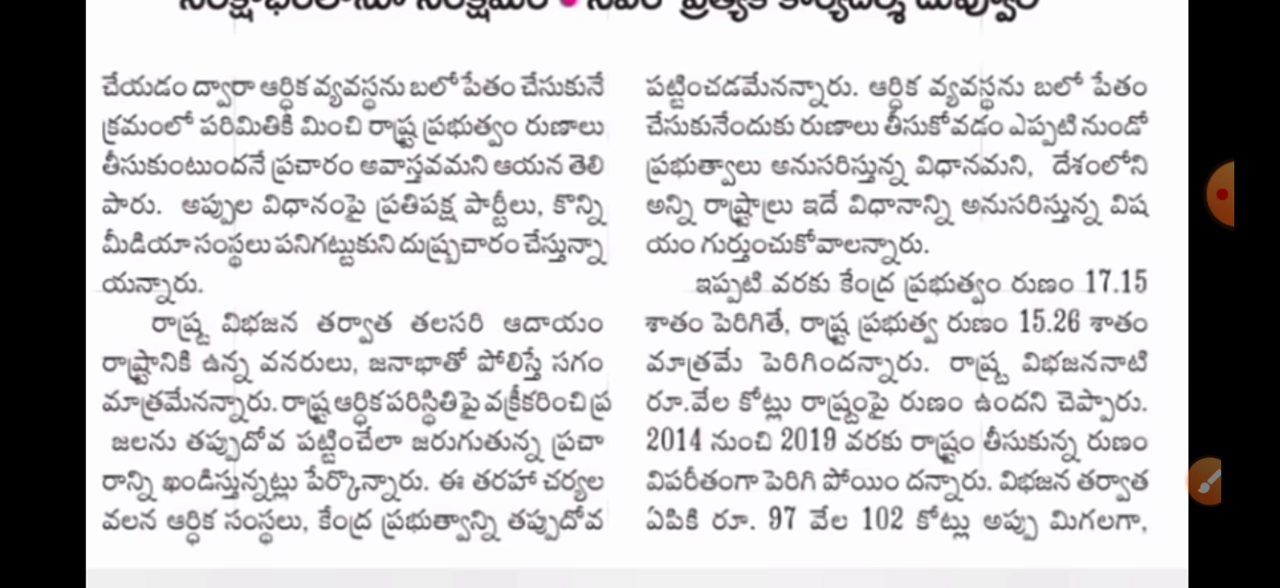 చేయడం ద్వారా ఆర్థిక వ్యవస్థను బలోపేతం చేసుకునే
క్రమంలో పరిమితికి మించి రాష్ట్ర ప్రభుత్వం రుణాలు
తీసుకుంటుందనే ప్రచారం అవాస్తవమని ఆయన తెలి
పారు. అప్పుల విధానంపై ప్రతిపక్ష పార్టీలు, కొన్ని
మీడియా సంస్థలు పనిగట్టుకుని దుష్ప్రచారం చేస్తున్నా
యన్నారు.
రాష్ట్ర విభజన తర్వాత తలసరి ఆదాయం
రాష్ట్రానికి ఉన్న వనరులు, జనాభాతో పోలిస్తే సగం
మాత్రమేనన్నారు. రాష్ట్ర ఆర్థిక పరిస్థితిపై వక్రీకరించి ప్ర
జలను తప్పుదోవ పట్టించేలా జరుగుతున్న ప్రచా
రాన్ని ఖండిస్తున్నట్లు పేర్కొన్నారు. ఈ తరహా చర్యల
వలన ఆర్థిక సంస్థలు, కేంద్ర ప్రభుత్వాన్ని తప్పుదోవ
పట్టించడమేనన్నారు. ఆర్థిక వ్యవస్థను బలో పేతం
చేసుకునేందుకు రుణాలు తీసుకోవడం ఎప్పటి నుండో
ప్రభుత్వాలు అనుసరిస్తున్న విధానమని, దేశంలోని
అన్ని రాష్ట్రాలు ఇదే విధానాన్ని అనుసరిస్తున్న విష
యం గుర్తుంచుకోవాలన్నారు.
ఇప్పటి వరకు కేంద్ర ప్రభుత్వం రుణం 17.15
శాతం పెరిగితే, రాష్ట్ర ప్రభుత్వ రుణం 15.26 శాతం
మాత్రమే పెరిగిందన్నారు. రాష్ట్ర విభజననాటి
రూ.వేల కోట్లు రాష్ట్రంపై రుణం ఉందని చెప్పారు.
2014 నుంచి 2019 వరకు రాష్ట్రం తీసుకున్న రుణం
విపరీతంగా పెరిగి పోయిం దన్నారు. విభజన తర్వాత
ఏపికి రూ. 97 వేల 102 కోట్లు అప్పు మిగలగా,